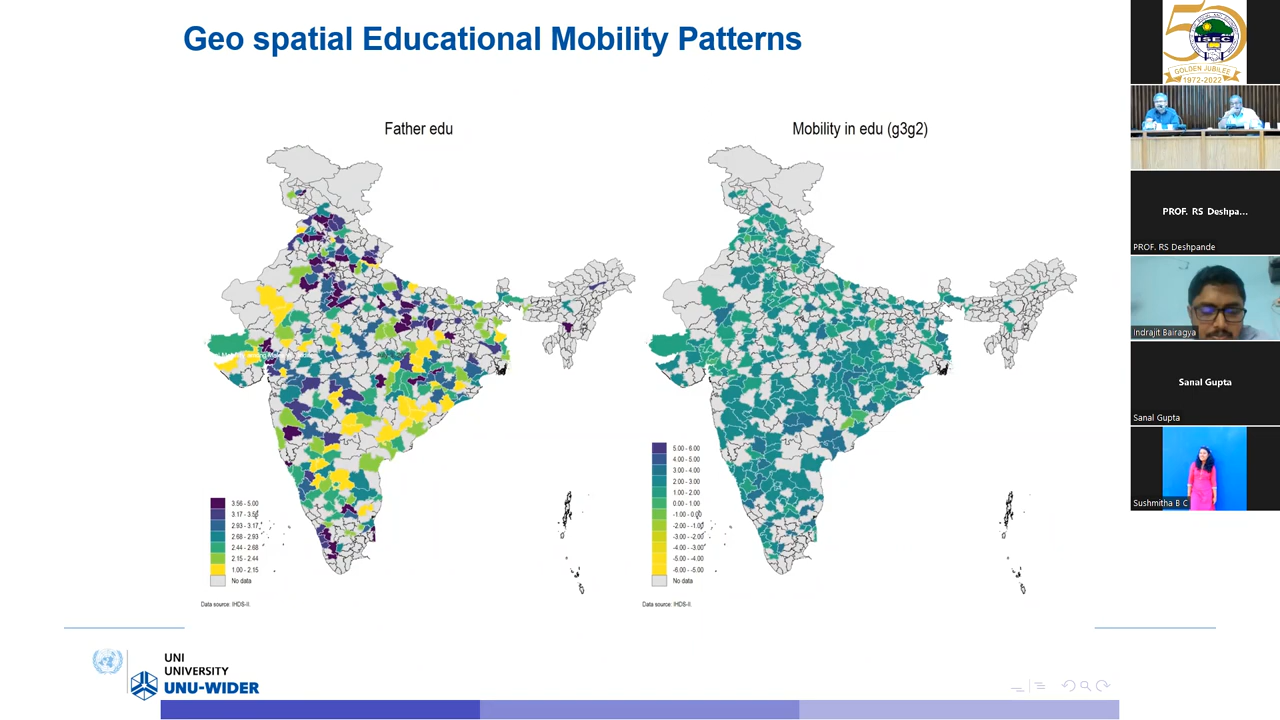 Geo spatial Educational Mobility Patterns
Father edu
Mobility in edu (g3g2)
3.56 - 5.00
3.17 - 3.56
2.93 - 3.17
2.68 - 2.93
2.44 - 2.68
2.15 - 2.44
1.00 - 2.15
No data
Data source: IHDS-II.
5.00 - 6.00
4.00 - 5.00
3.00 - 4.00
2.00 - 3.00
1.00 - 2.00
0.00 - 1.00
-1.00 - 0.00
-2.00 - -1.00
-3.00 - -2.00
-4.00 - -3.00
-5.00 - -4.00
-6.00 - -5.00
No data
Data source: IHDS-II.
UNI
UNIVERSITY
UNU-WIDER
50
ISEC
GOLDEN JUBILEE
1972-2022
PROF. RS Deshpa...
PROF. RS Deshpande
Indrajit Bairagya
Sanal Gupta
Sanal Gupta
Sushmitha B C